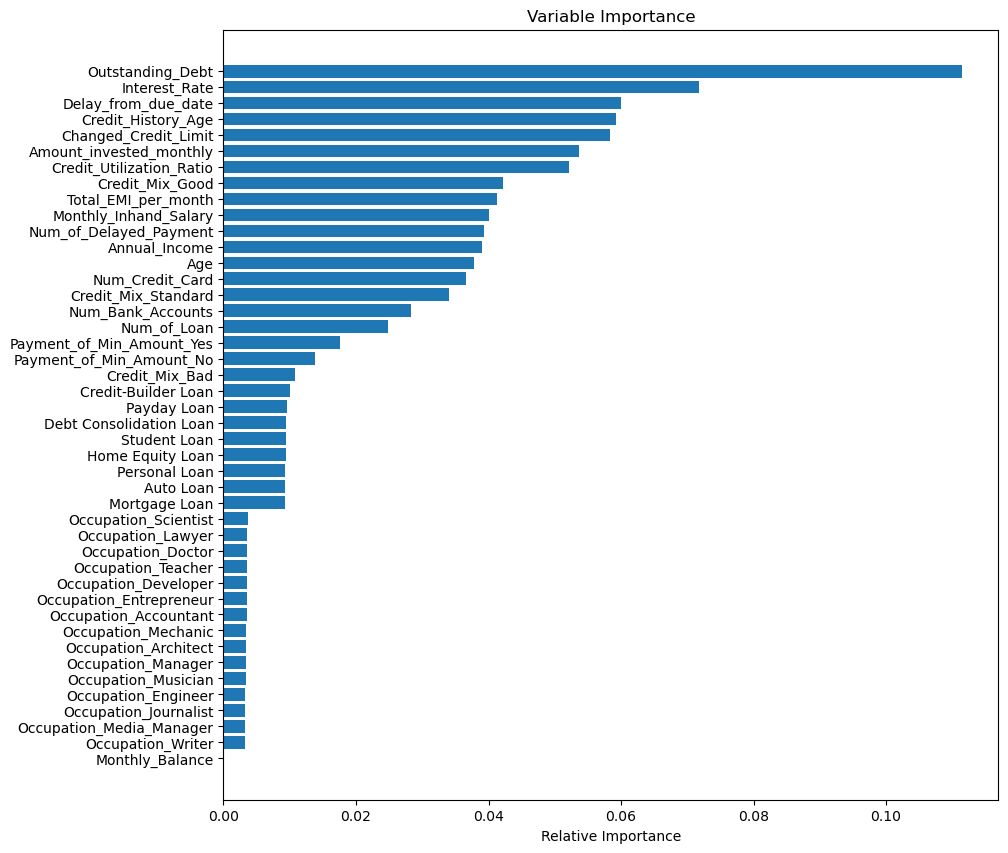 Variable Importance
Outstanding_Debt
Interest_Rate
Delay_from_due_date
Credit_History_Age
Changed_Credit_Limit
Amount_invested_monthly
Credit_Utilization_Ratio
Credit_Mix_Good
Total_EMI_per_month
Monthly_Inhand_Salary
Num_of_Delayed_Payment
Annual_Income
Age
Num_Credit_Card
Credit_Mix_Standard
Num_Bank_Accounts
Num_of_Loan
Payment_of_Min_Amount_Yes
Payment_of_Min_Amount_No
Credit_Mix_Bad
Credit-Builder Loan
Payday Loan
Debt Consolidation Loan
Student Loan
Home Equity Loan
Personal Loan
Auto Loan
Mortgage Loan
Occupation_Scientist
Occupation_Lawyer
Occupation_Doctor
Occupation_Teacher
Occupation_Developer
Occupation_Entrepreneur
Occupation_Accountant
Occupation_Mechanic
Occupation_Architect
Occupation_Manager
Occupation_Musician
Occupation_Engineer
Occupation_Journalist
Occupation_Media_Manager
Occupation_Writer
Monthly_Balance
0.00 0.02 0.04 0.06 0.08 0.10
Relative Importance